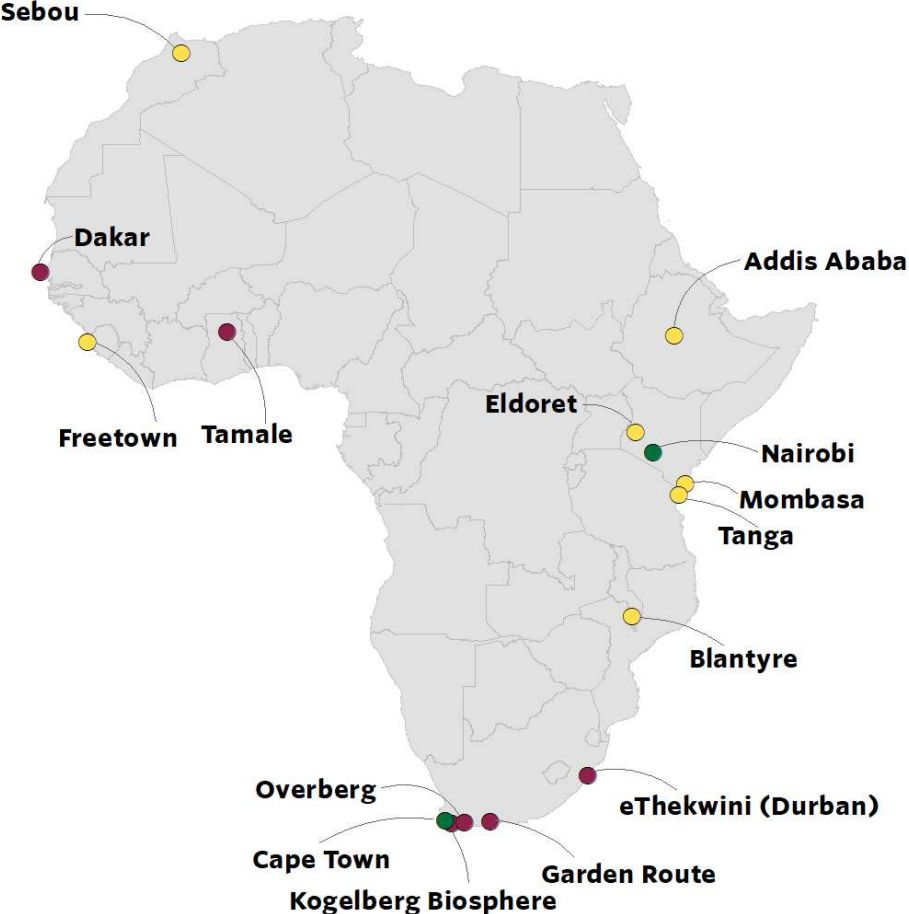 Sebou
Dakar
Addis Ababa
Eldoret
Freetown
Tamale
Nairobi
Mombasa
Tanga
Blantyre
Overberg
eThekwini (Durban)
Cape Town
Garden Route
Kogelberg Biosphere